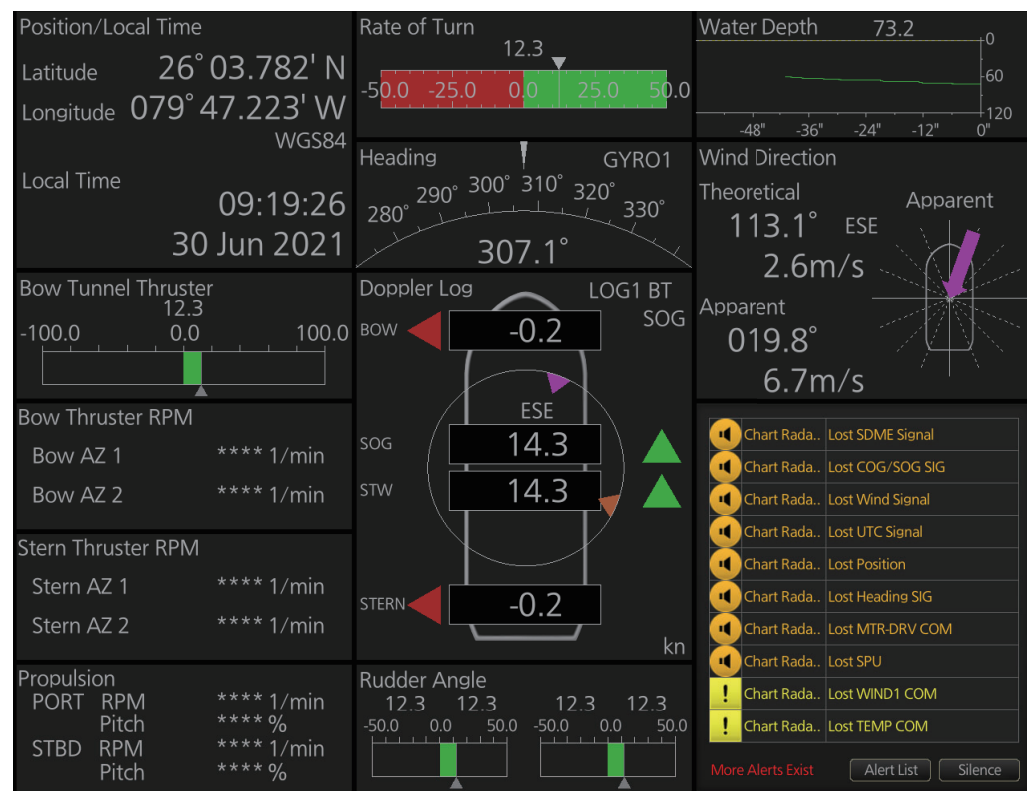 Position/Local Time
Latitude 26° 03.782' N
Longitude 079° 47.223' W
WGS84
Local Time
09:19:26
30 Jun 2021
Rate of Turn
12.3
-50.0 -25.0 0.0 25.0 50.0
Water Depth 73.2
0
60
120
-48" -36" -24" -12" 0"
Heading GYRO1
280° 290° 300° 310° 320° 330°
307.1°
Wind Direction
Theoretical
113.1° ESE
2.6m/s
Apparent
019.8°
6.7m/s
Apparent
Bow Tunnel Thruster
12.3
-100.0 0.0 100.0
Doppler Log LOG1 BT
SOG
BOW -0.2
ESE
SOG 14.3
STW 14.3
STERN -0.2
kn
Bow Thruster RPM
Bow AZ 1 **** 1/min
Bow AZ 2 **** 1/min
Stern Thruster RPM
Stern AZ 1 **** 1/min
Stern AZ 2 **** 1/min
Propulsion
PORT RPM **** 1/min
Pitch **** %
STBD RPM **** 1/min
Pitch **** %
Rudder Angle
12.3 12.3 12.3 12.3
-50.0 0.0 50.0 -50.0 0.0 50.0
Chart Rada.. Lost SDME Signal
Chart Rada.. Lost COG/SOG SIG
Chart Rada.. Lost Wind Signal
Chart Rada.. Lost UTC Signal
Chart Rada.. Lost Position
Chart Rada.. Lost Heading SIG
Chart Rada.. Lost MTR-DRV COM
Chart Rada.. Lost SPU
! Chart Rada.. Lost WIND1 COM
! Chart Rada.. Lost TEMP COM
More Alerts Exist Alert List Silence